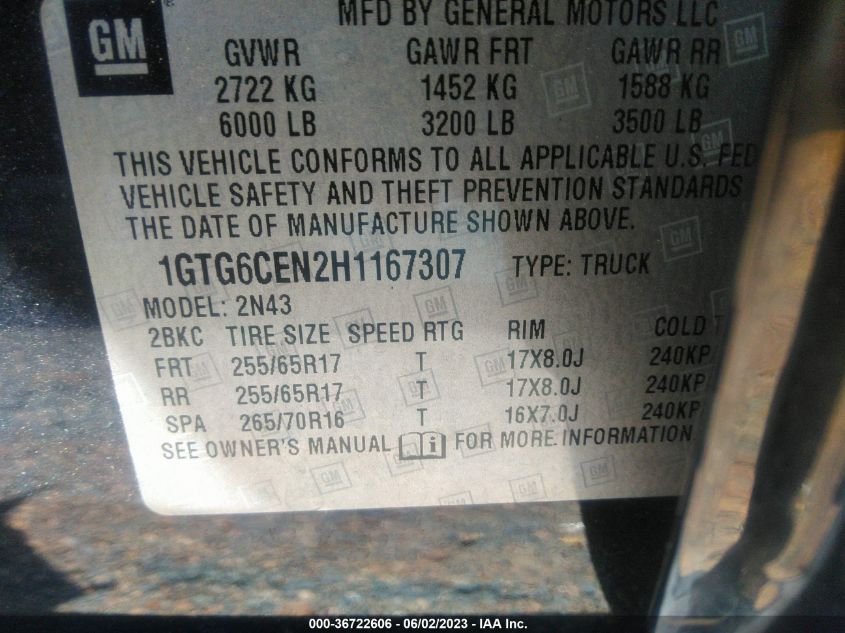 GM
MFD BY GENERAL MOTORS LLC
GVWR GAWR FRT GAWR RR
2722 KG 1452 KG 1588 KG
6000 LB 3200 LB 3500 LB
THIS VEHICLE CONFORMS TO ALL APPLICABLE U.S. FED
VEHICLE SAFETY AND THEFT PREVENTION STANDARDS
THE DATE OF MANUFACTURE SHOWN ABOVE.
1GTG6CEN2H1167307 TYPE: TRUCK
MODEL: 2N43
2BKC TIRE SIZE SPEED RTG RIM COLD T
FRT 255/65R17 T 17X8.0J 240KP
RR 255/65R17 T 17X8.0J 240KP
SPA 265/70R16 T 16X7.0J 240KP
SEE OWNER'S MANUAL i FOR MORE INFORMATION
000-36722606 - 06/02/2023 - IAA Inc.